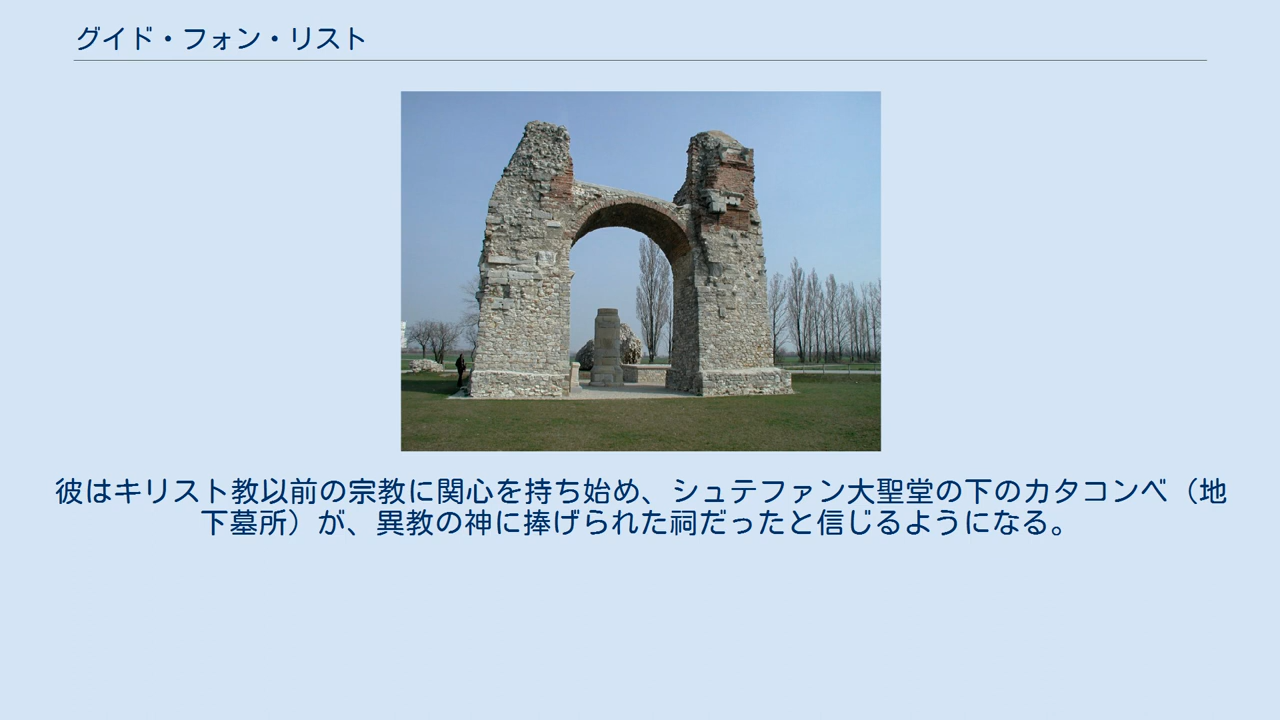 グイド・フォン・リスト
彼はキリスト教以前の宗教に関心を持ち始め、シュテファン大聖堂の下のカタコンベ（地
下墓所）が、異教の神に捧げられた祠だったと信じるようになる。